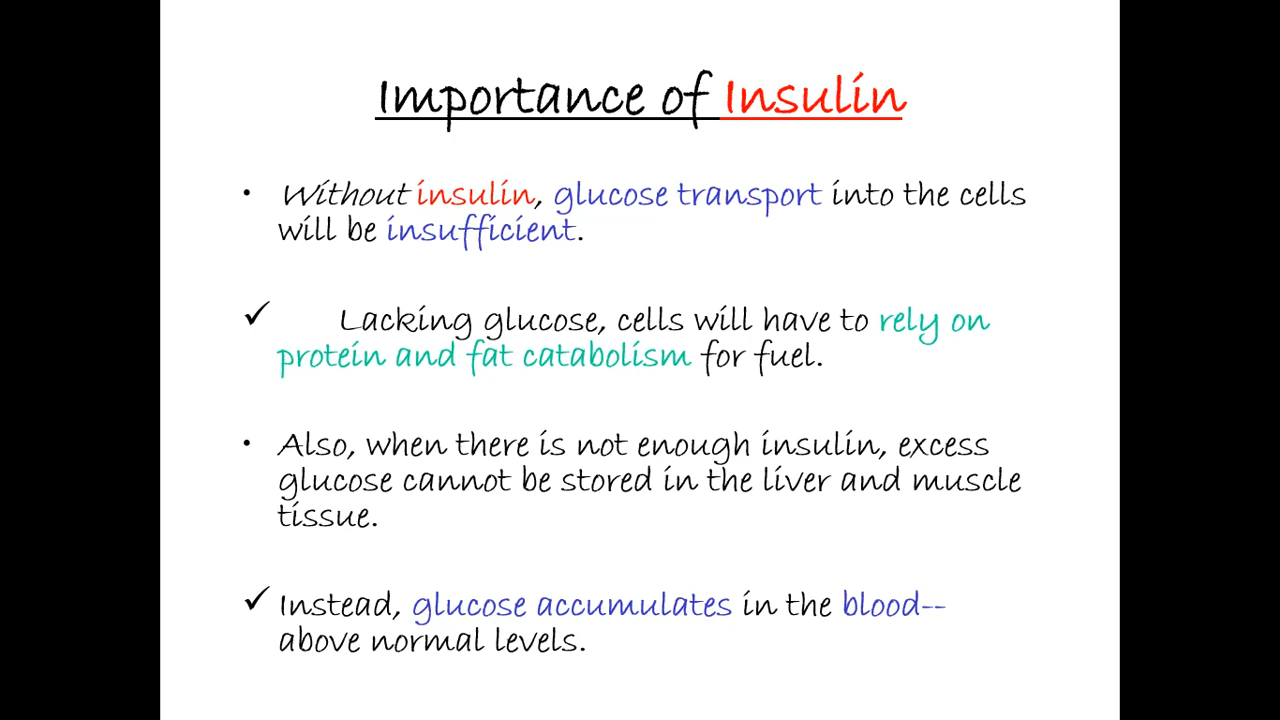 Importance of Insulin
• Without insulin, glucose transport into the cells
will be insufficient.
✓ Lacking glucose, cells will have to rely on
protein and fat catabolism for fuel.
• Also, when there is not enough insulin, excess
glucose cannot be stored in the liver and muscle
tissue.
✓ Instead, glucose accumulates in the blood--
above normal levels.